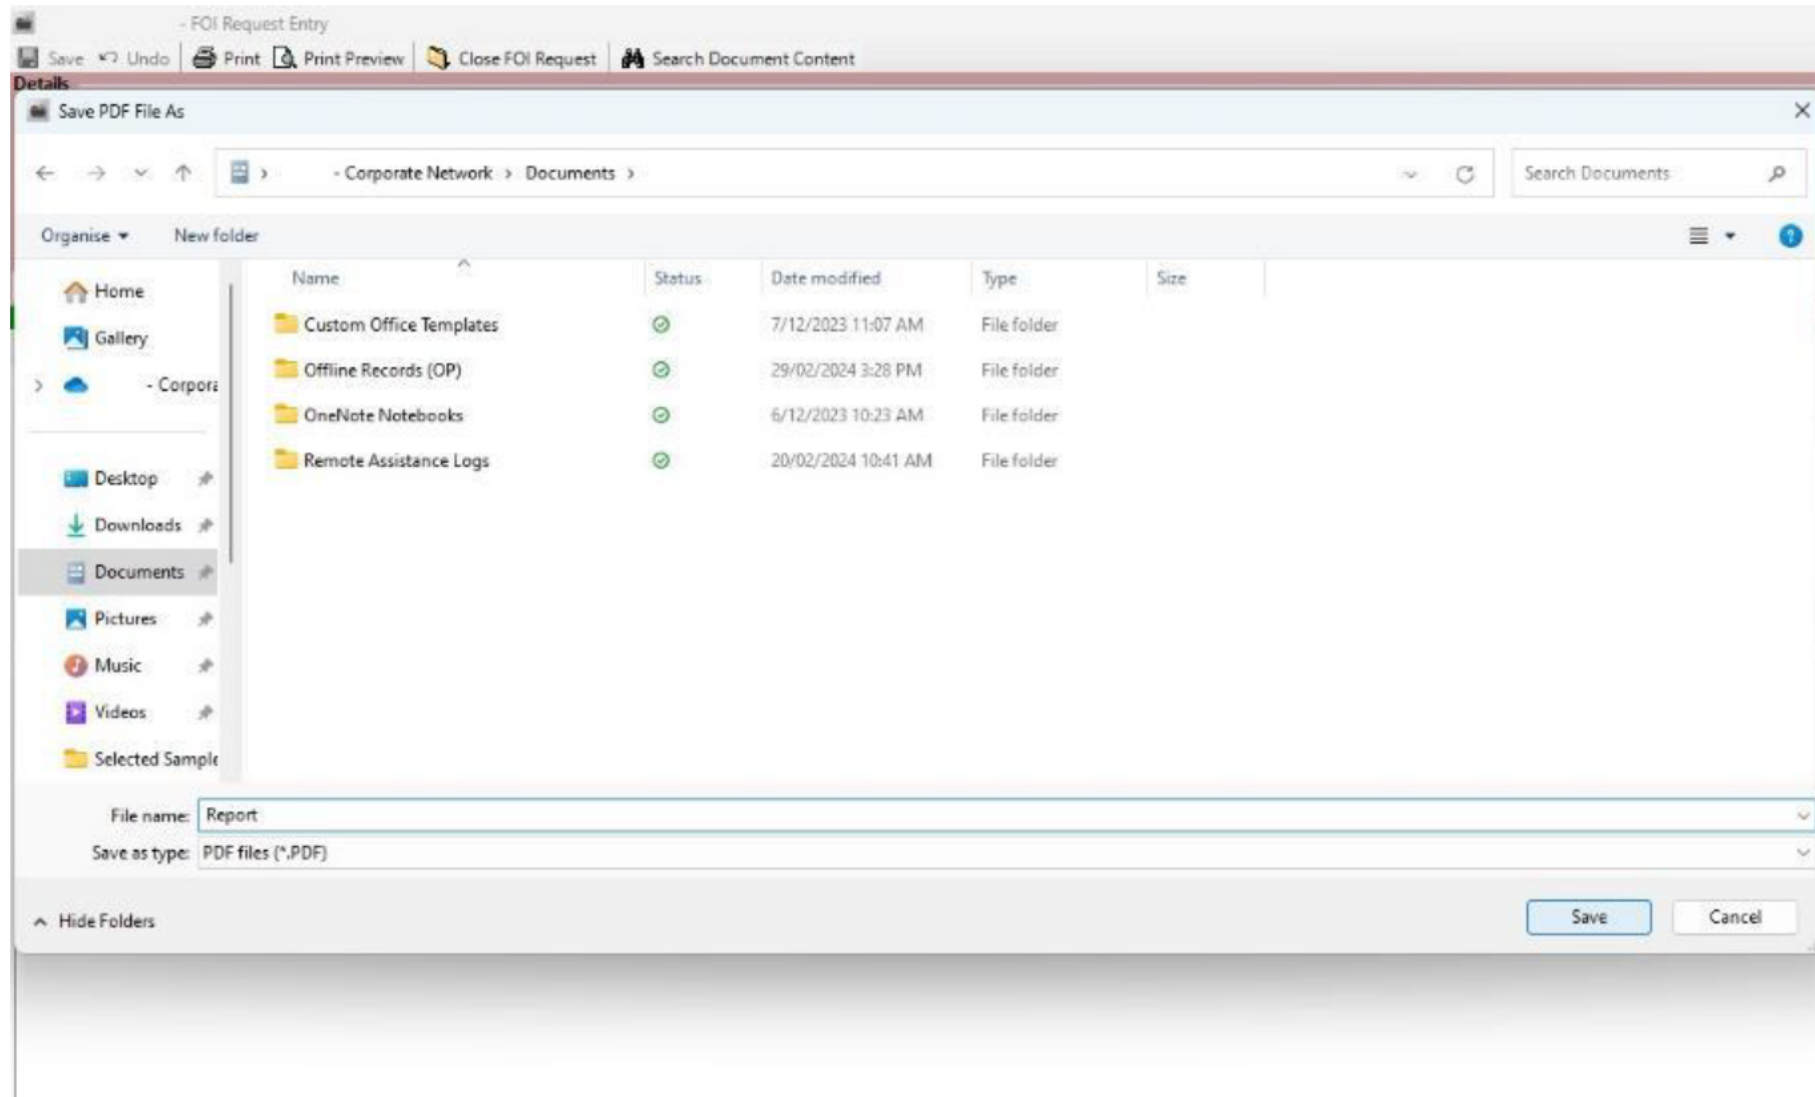 - FOI Request Entry
Save Undo Print Print Preview Close FOI Request Search Document Content
Details
Save PDF File As
- Corporate Network > Documents >
Search Documents
Organise New folder
Name Status Date modified Type Size
Home
Gallery
- Corpora
Desktop
Downloads
Documents
Pictures
Music
Videos
Selected Sample
Custom Office Templates 7/12/2023 11:07 AM File folder
Offline Records (OP) 29/02/2024 3:28 PM File folder
OneNote Notebooks 6/12/2023 10:23 AM File folder
Remote Assistance Logs 20/02/2024 10:41 AM File folder
File name: Report
Save as type: PDF files (*.PDF)
Hide Folders
Save Cancel